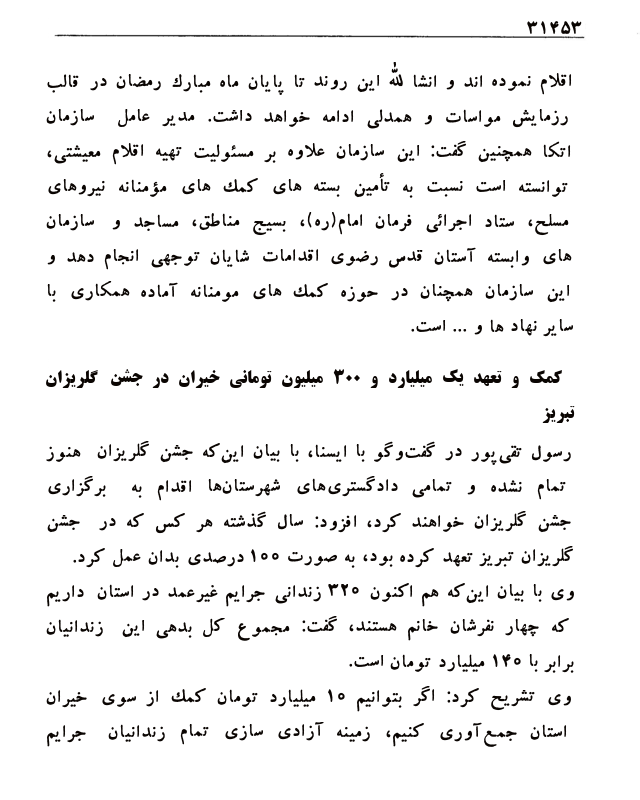 ۳۱۴۵۳
اقلام نموده اند و انشا لله این روند تا پایان ماه مبارك رمضان در قالب
رزمایش مواسات و همدلی ادامه خواهد داشت. مدیر عامل سازمان
اتکا همچنین گفت: این سازمان علاوه بر مسئولیت تهیه اقلام معیشتی،
توانسته است نسبت به تأمین بسته های كمك های مؤمنانه نیروهای
مسلح، ستاد اجرائی فرمان امام(ره)، بسیج مناطق، مساجد و سازمان
های وابسته آستان قدس رضوی اقدامات شایان توجهی انجام دهد و
این سازمان همچنان در حوزه كمك های مومنانه آماده همکاری با
سایر نهاد ها و ... است.
کمک و تعهد یک میلیارد و ۳۰۰ میلیون تومانی خیران در جشن گلریزان
تبریز
رسول تقی‌پور در گفت‌وگو با ایسنا، با بیان این‌که جشن گلریزان هنوز
تمام نشده و تمامی دادگستری‌های شهرستان‌ها اقدام به برگزاری
جشن گلریزان خواهند کرد، افزود: سال گذشته هر کس که در جشن
گلریزان تبریز تعهد کرده بود، به صورت ۱۰۰ درصدی بدان عمل کرد.
وی با بیان این‌که هم اکنون ۳۲۰ زندانی جرایم غیرعمد در استان داریم
که چهار نفرشان خانم هستند، گفت: مجموع کل بدهی این زندانیان
برابر با ۱۴۰ میلیارد تومان است.
وی تشریح کرد: اگر بتوانیم ۱۰ میلیارد تومان كمك از سوی خیران
استان جمع‌آوری کنیم، زمینه آزادی سازی تمام زندانیان جرایم